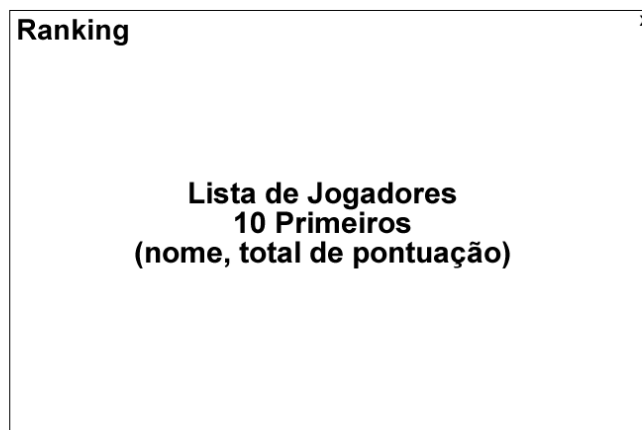 Ranking
x
Lista de Jogadores
10 Primeiros
(nome, total de pontuação)